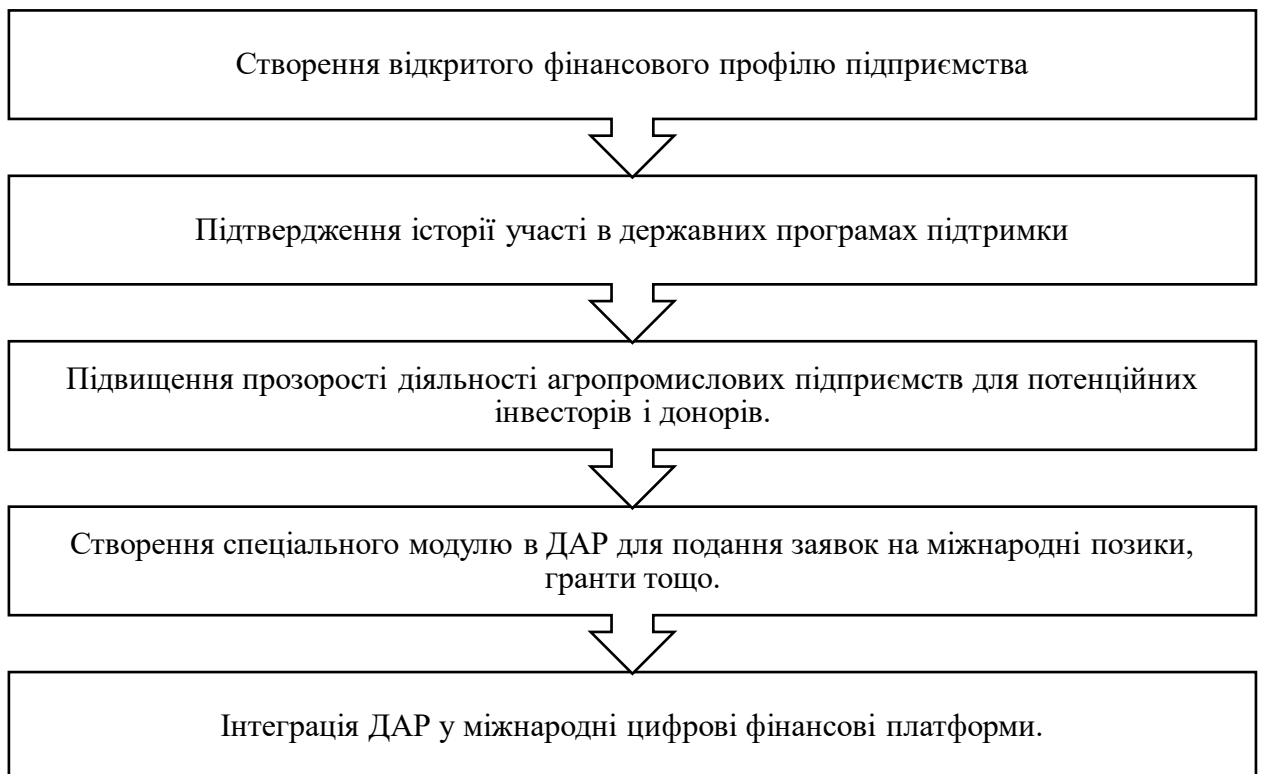 Створення відкритого фінансового профілю підприємства
Підтвердження історії участі в державних програмах підтримки
Підвищення прозорості діяльності агропромислових підприємств для потенційних
інвесторів і донорів.
Створення спеціального модулю в ДАР для подання заявок на міжнародні позики,
гранти тощо.
Інтеграція ДАР у міжнародні цифрові фінансові платформи.